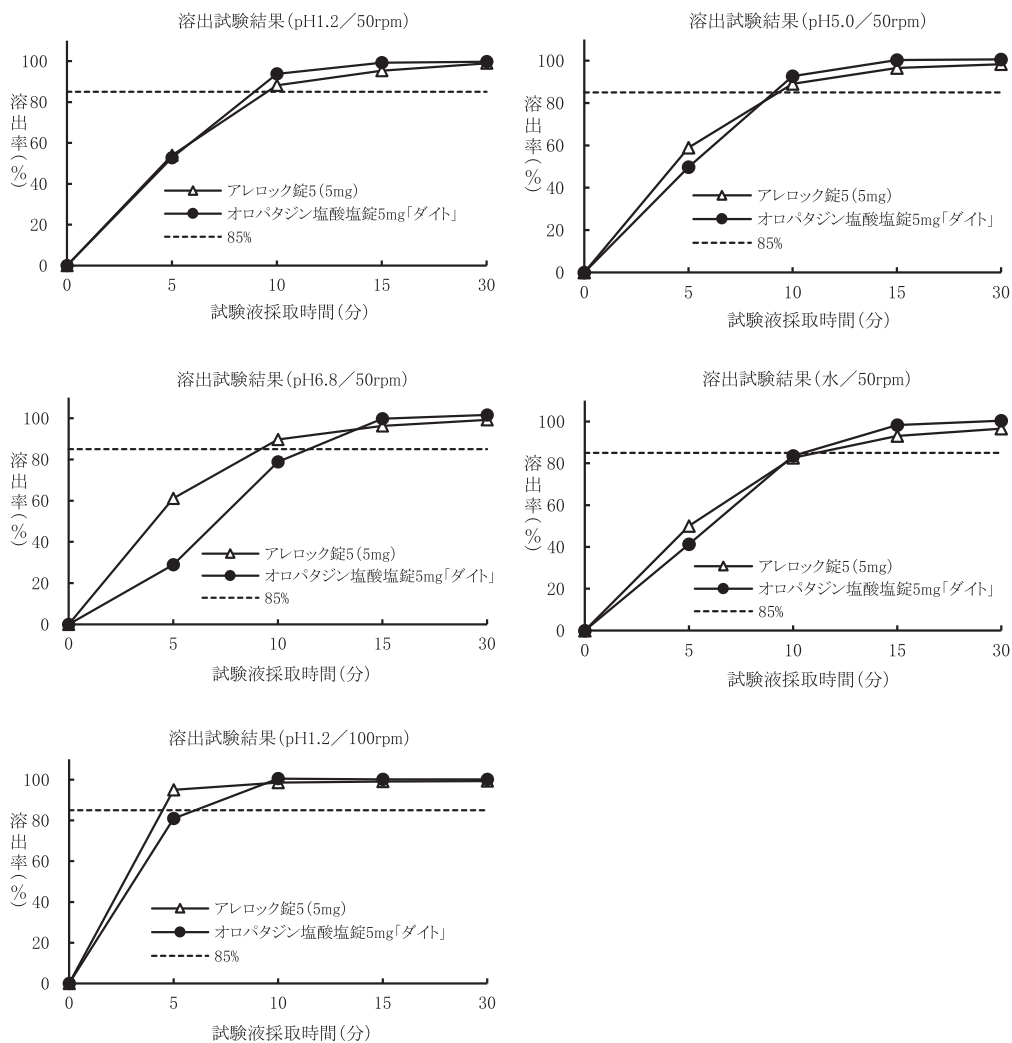 溶出試験結果(pH1.2／50rpm)
溶出率(%)
100
80
60
40
20
0
アレロック錠5(5mg)
オロパタジン塩酸塩錠5mg「ダイト」
85%
0 5 10 15 30
試験液採取時間(分)
溶出試験結果(pH5.0／50rpm)
溶出率(%)
100
80
60
40
20
0
アレロック錠5(5mg)
オロパタジン塩酸塩錠5mg「ダイト」
85%
0 5 10 15 30
試験液採取時間(分)
溶出試験結果(pH6.8／50rpm)
溶出率(%)
100
80
60
40
20
0
アレロック錠5(5mg)
オロパタジン塩酸塩錠5mg「ダイト」
85%
0 5 10 15 30
試験液採取時間(分)
溶出試験結果(水／50rpm)
溶出率(%)
100
80
60
40
20
0
アレロック錠5(5mg)
オロパタジン塩酸塩錠5mg「ダイト」
85%
0 5 10 15 30
試験液採取時間(分)
溶出試験結果(pH1.2／100rpm)
溶出率(%)
100
80
60
40
20
0
アレロック錠5(5mg)
オロパタジン塩酸塩錠5mg「ダイト」
85%
0 5 10 15 30
試験液採取時間(分)